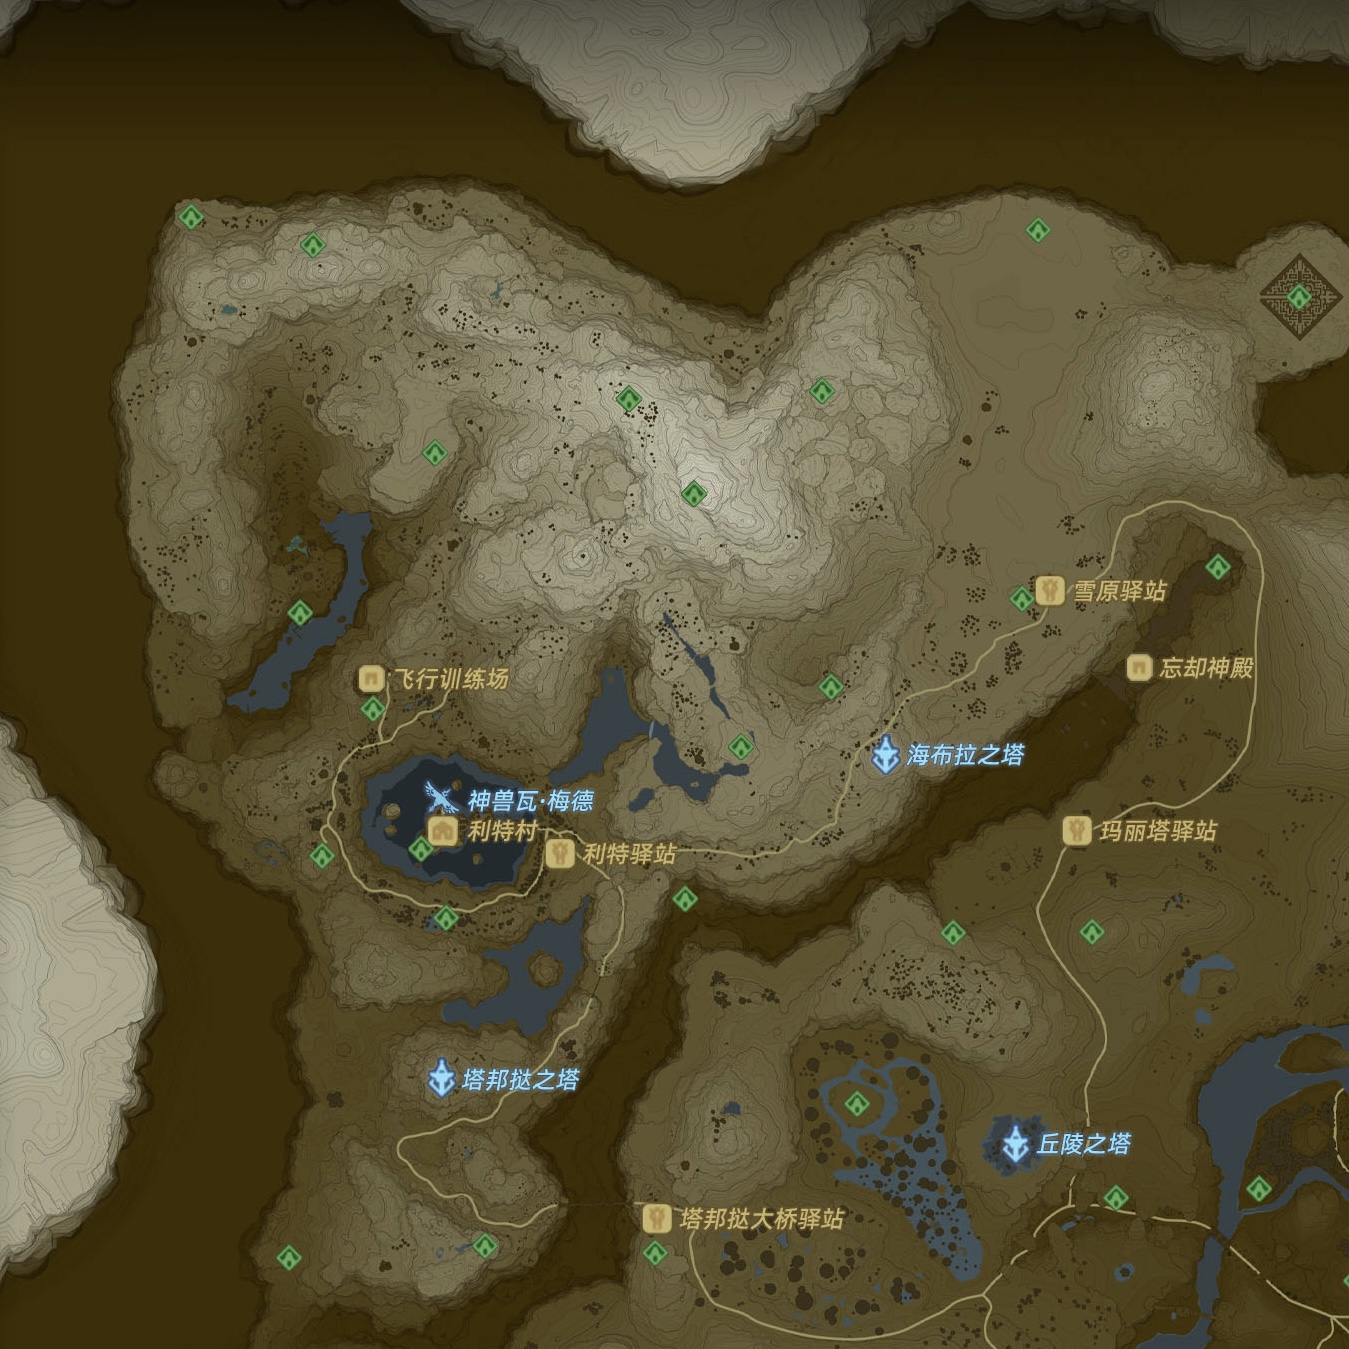 雪原驿站
忘却神殿
飞行训练场
海布拉之塔
神兽瓦·梅德
利特村
玛丽塔驿站
利特驿站
塔邦挞之塔
丘陵之塔
塔邦挞大桥驿站